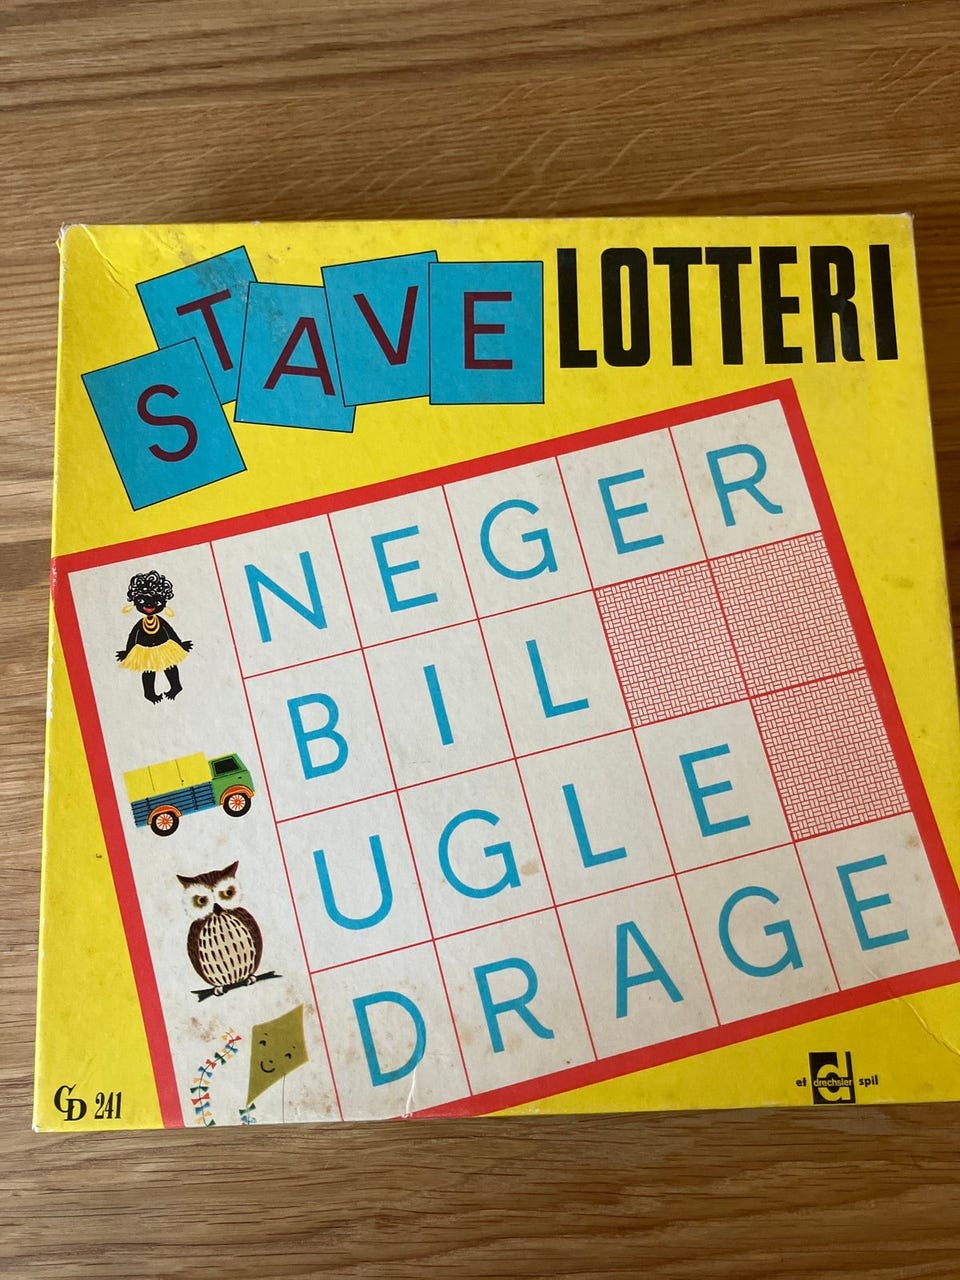 STAVE LOTTERI
NEGER
BIL
UGLE
DRAGE
GD 241
et drechsler spil